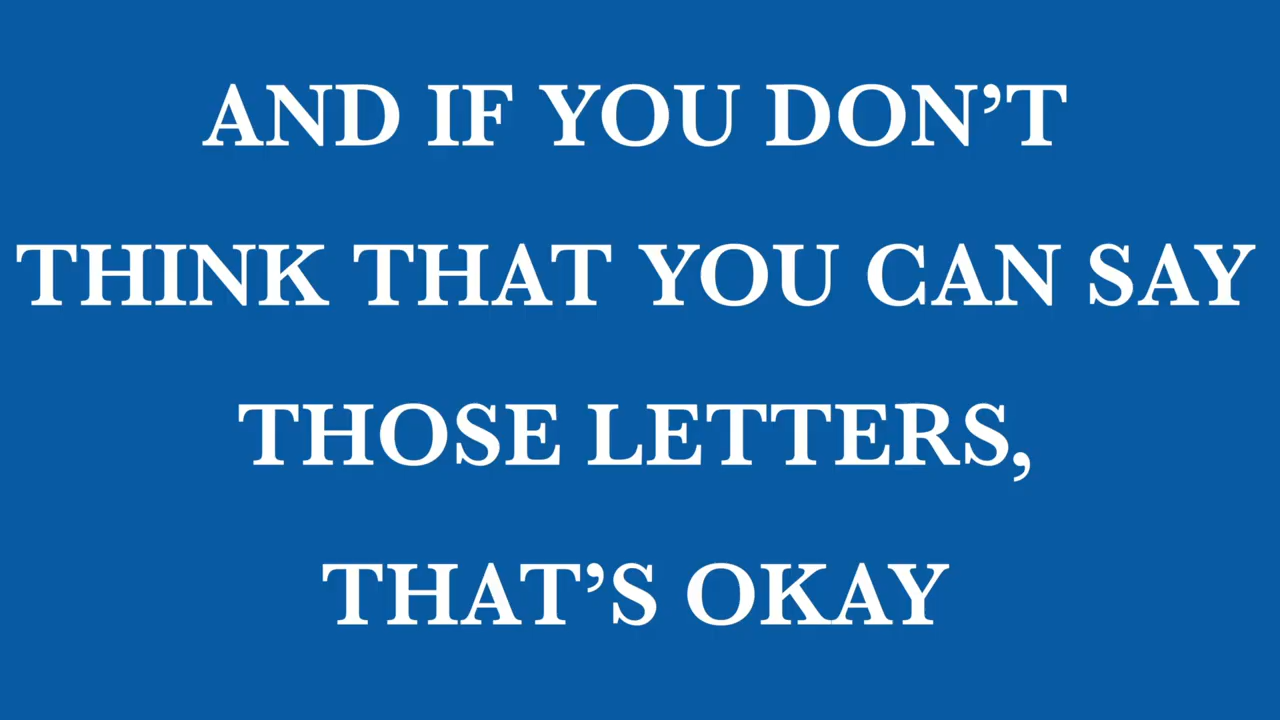 AND IF YOU DON’T
THINK THAT YOU CAN SAY
THOSE LETTERS,
THAT’S OKAY